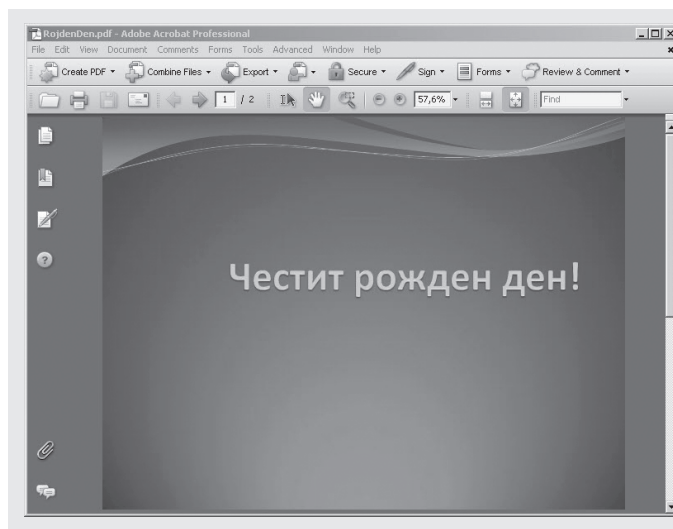 RojdenDen.pdf - Adobe Acrobat Professional
File Edit View Document Comments Forms Tools Advanced Window Help
Create PDF Combine Files Export Secure Sign Forms Review & Comment
1 / 2 57,6% Find
Честит рожден ден!